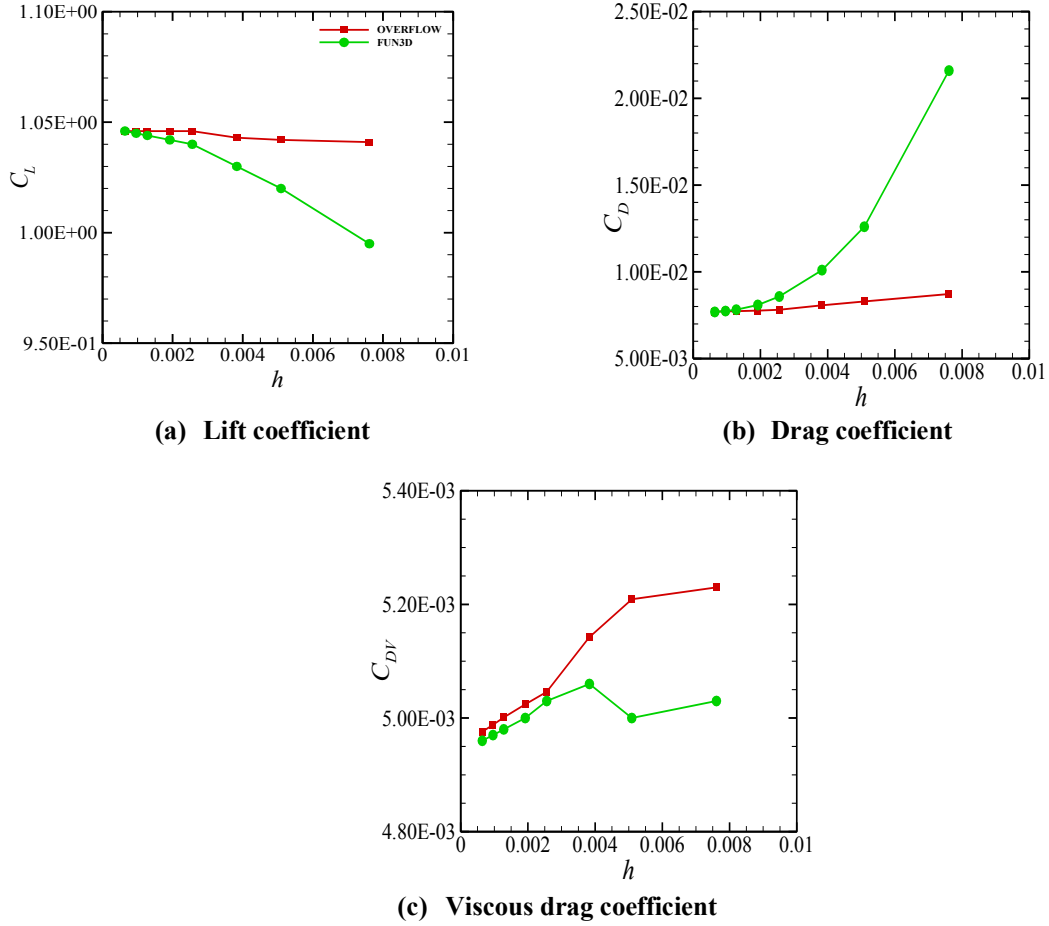 1.10E+00
OVERFLOW
FUN3D
1.05E+00
C_L
1.00E+00
9.50E-01
0 0.002 0.004 0.006 0.008 0.01
h
(a) Lift coefficient
2.50E-02
2.00E-02
1.50E-02
C_D
1.00E-02
5.00E-03
0 0.002 0.004 0.006 0.008 0.01
h
(b) Drag coefficient
5.40E-03
5.20E-03
C_DV
5.00E-03
4.80E-03
0 0.002 0.004 0.006 0.008 0.01
h
(c) Viscous drag coefficient